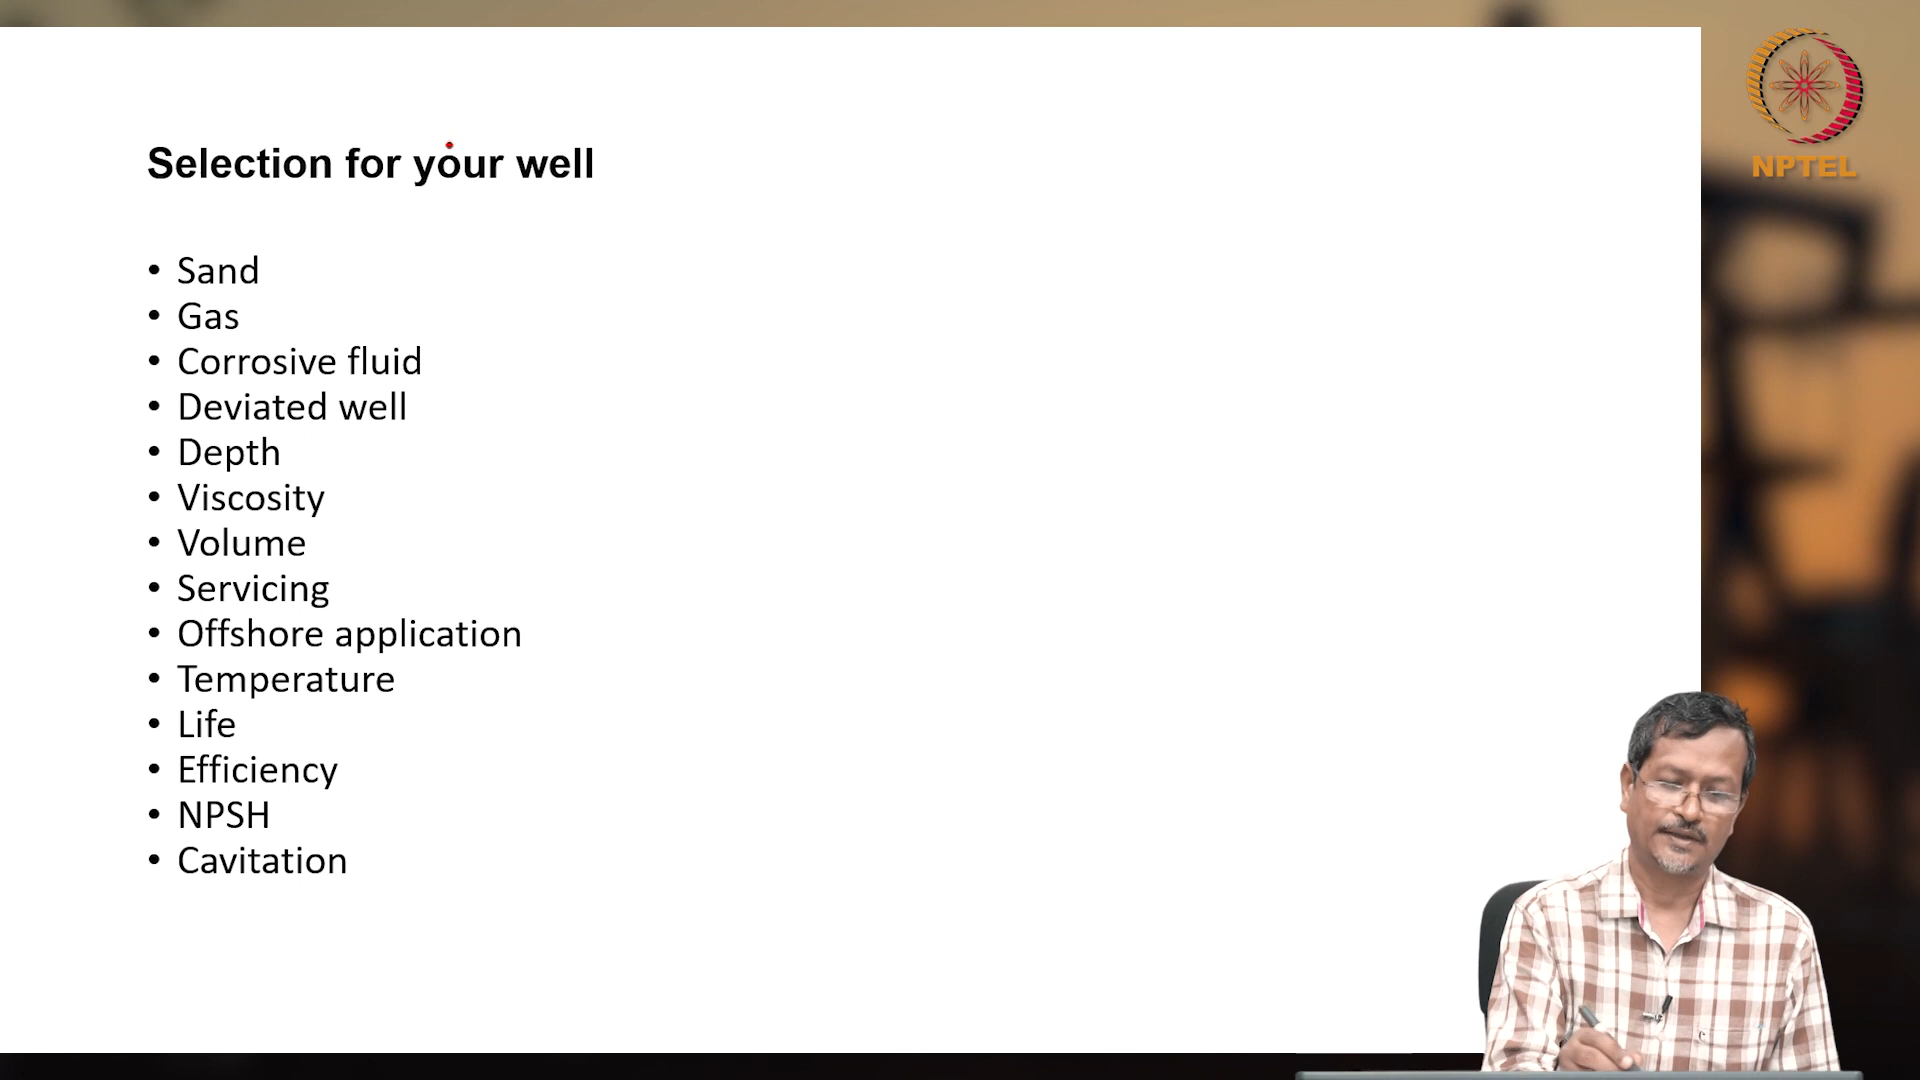 Selection for your well
• Sand
• Gas
• Corrosive fluid
• Deviated well
• Depth
• Viscosity
• Volume
• Servicing
• Offshore application
• Temperature
• Life
• Efficiency
• NPSH
• Cavitation
NPTEL